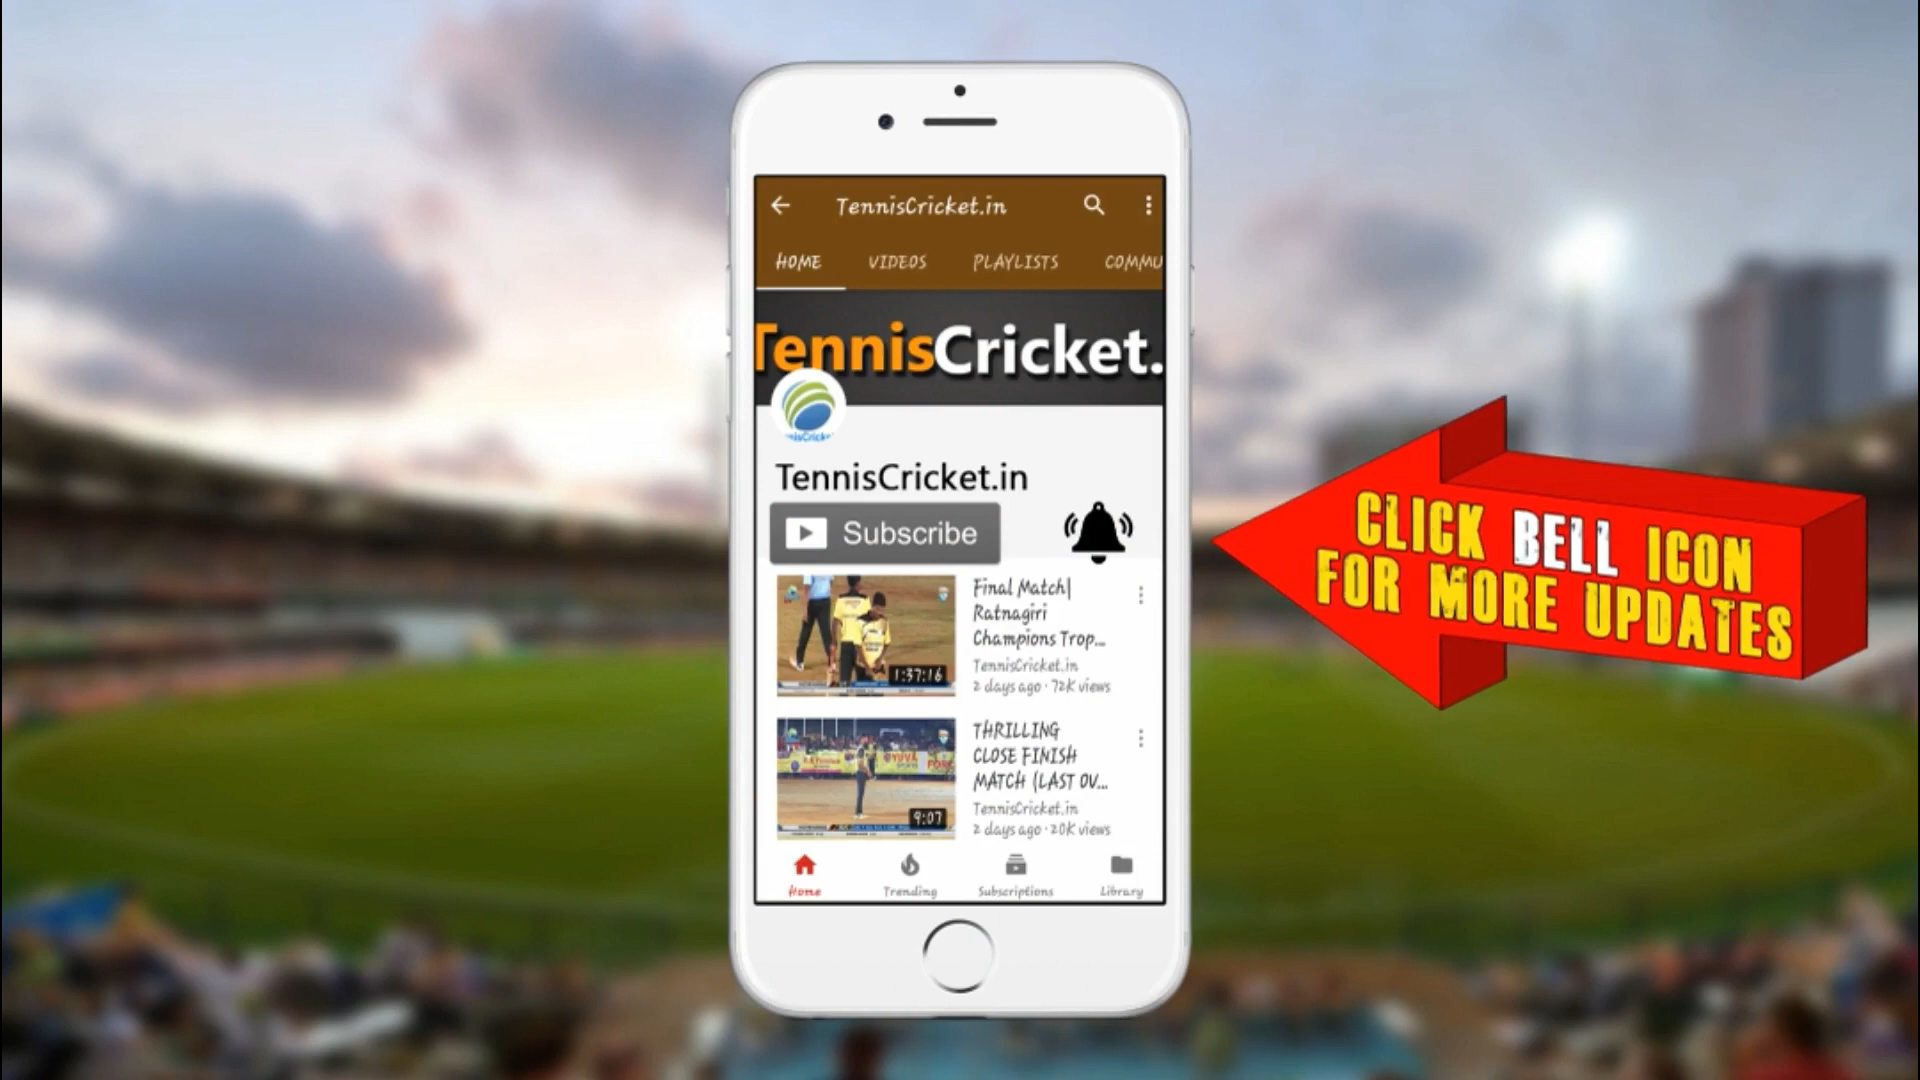 TennisCricket.in
HOME VIDEOS PLAYLISTS COMMU
TennisCricket.
TennisCricket.in
Subscribe
Final Match|
Ratnagiri
Champions Trop...
TennisCricket.in
2 days ago · 72K views
1:37:16
THRILLING
CLOSE FINISH
MATCH (LAST OV...
TennisCricket.in
2 days ago · 20K views
9:07
Home Trending Subscriptions Library
CLICK BELL ICON
FOR MORE UPDATES